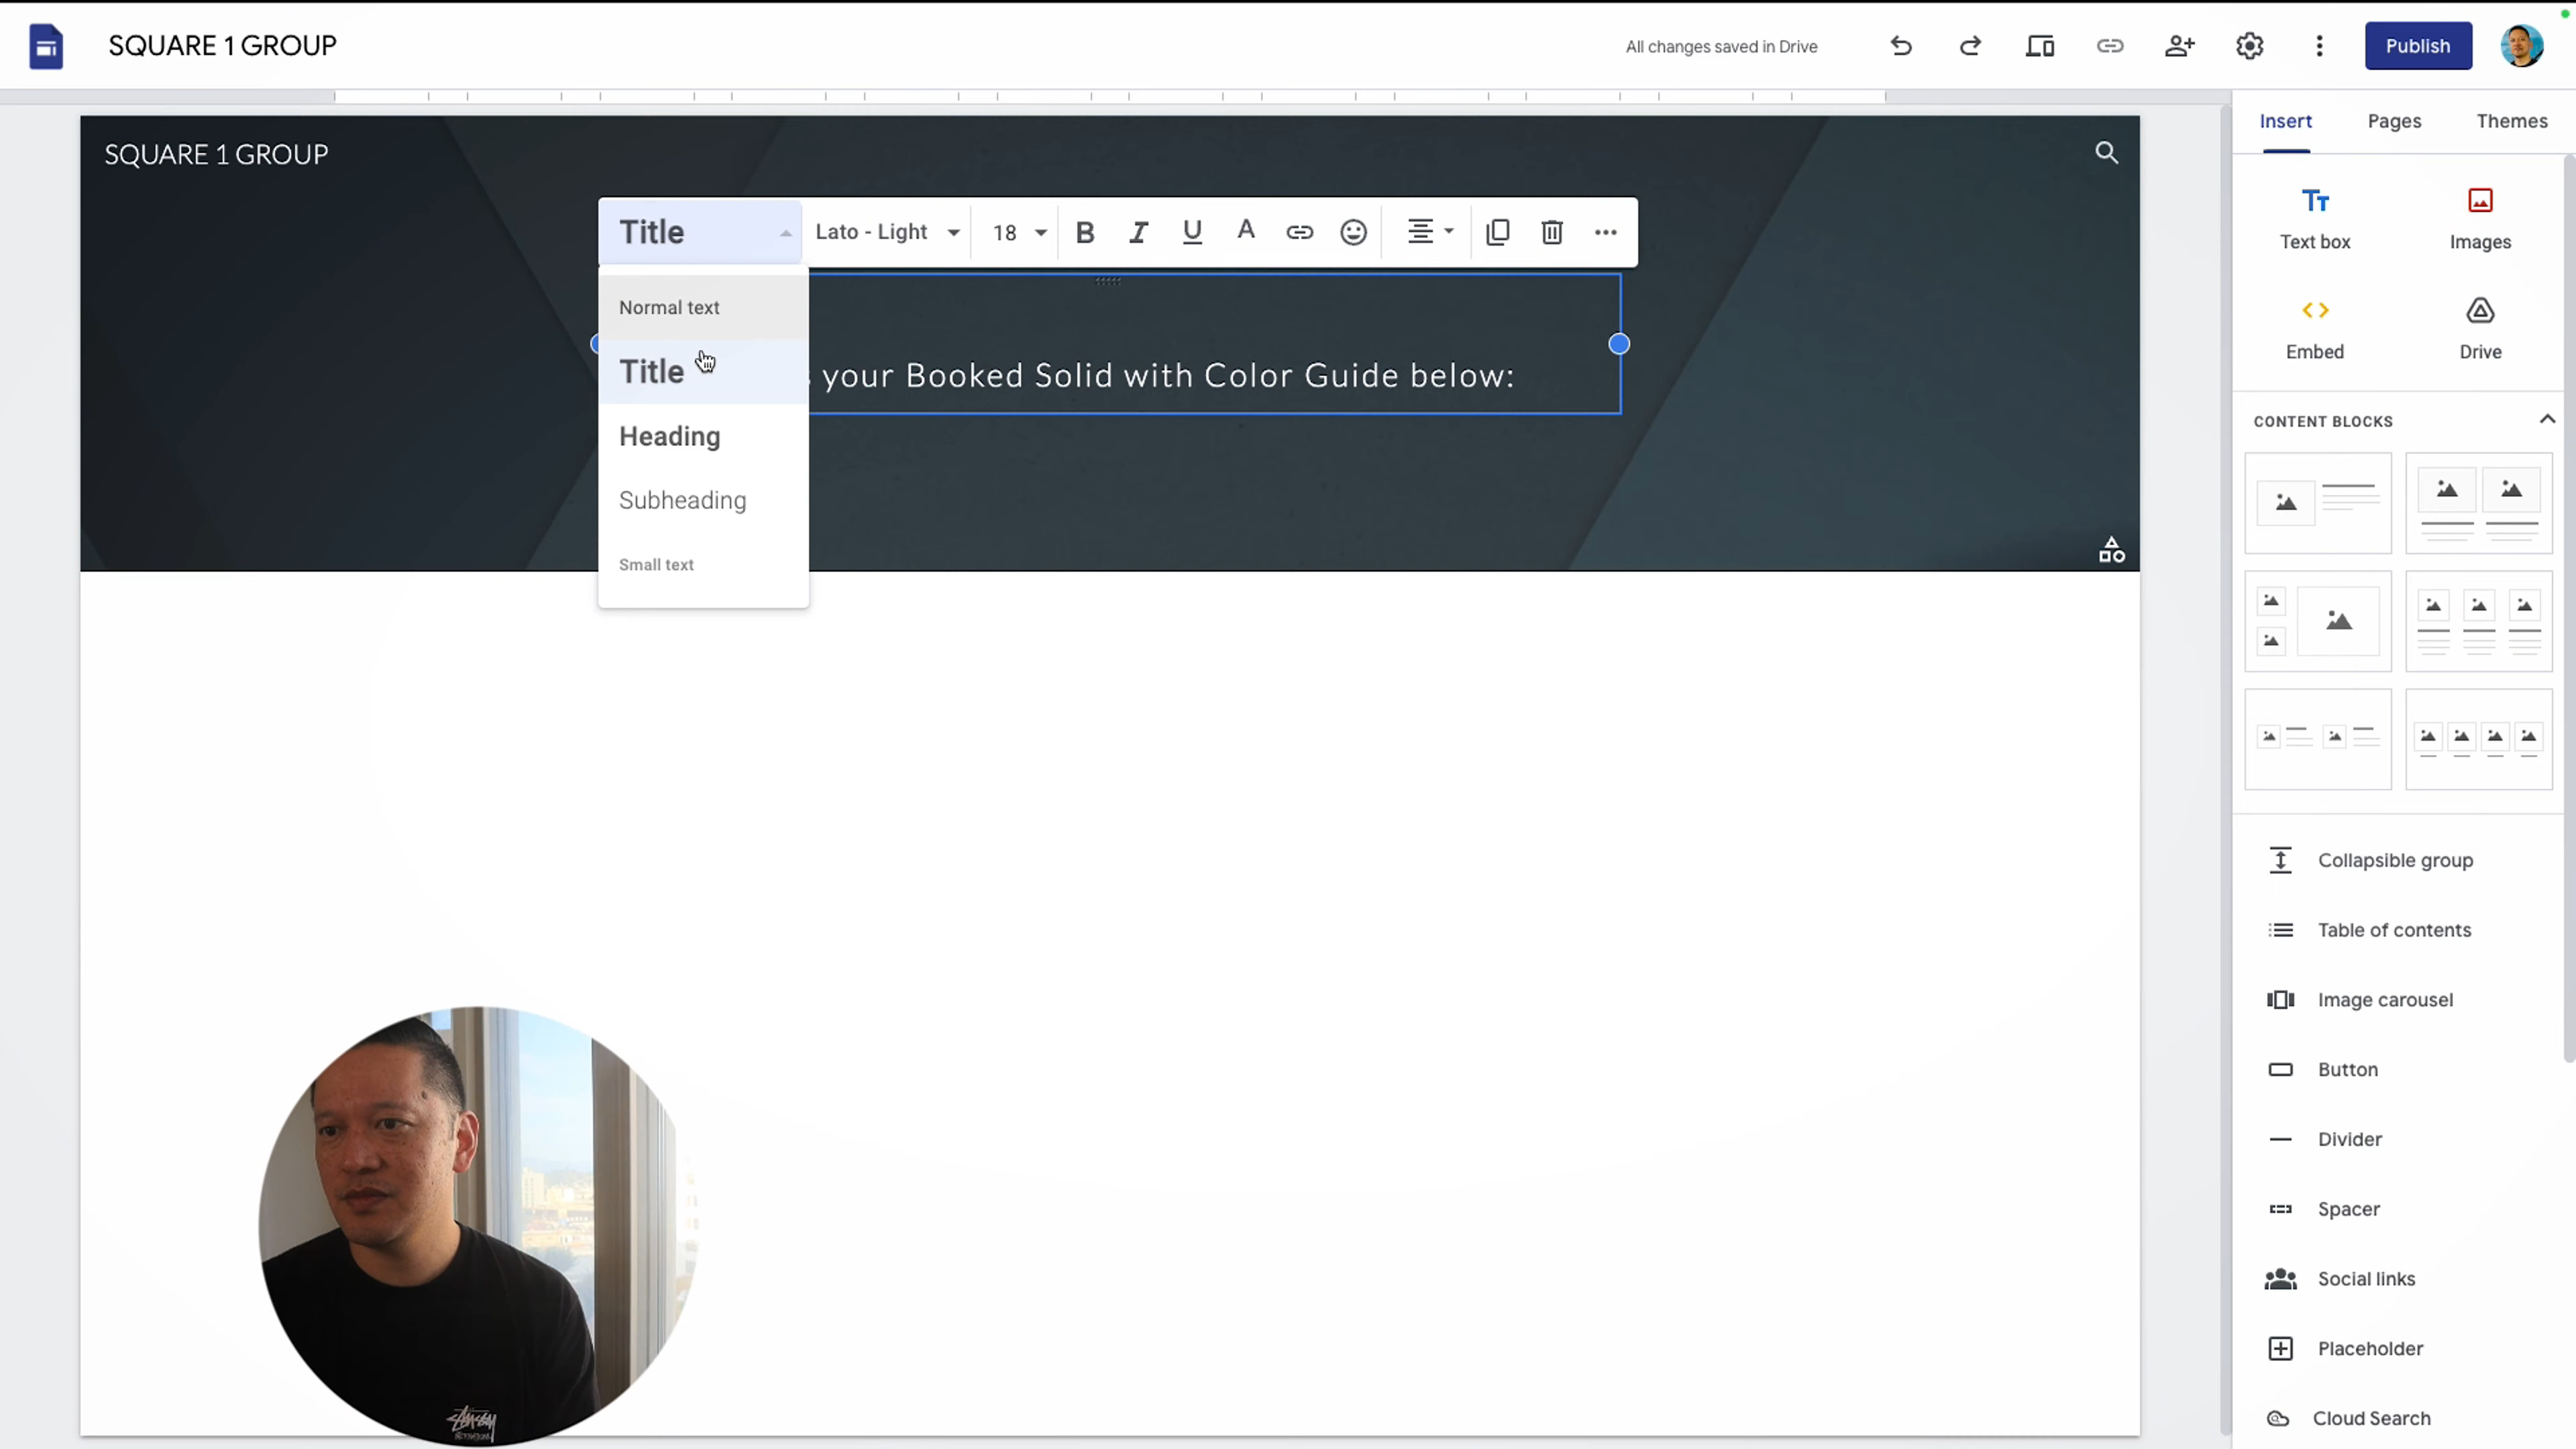 SQUARE 1 GROUP
All changes saved in Drive
Publish
Insert
Pages
Themes
SQUARE 1 GROUP
Title
Lato - Light
18
B
I
U
A
Normal text
Title
Heading
Subheading
Small text
your Booked Solid with Color Guide below:
Tt
Text box
Images
Embed
Drive
CONTENT BLOCKS
Collapsible group
Table of contents
Image carousel
Button
Divider
Spacer
Social links
Placeholder
Cloud Search